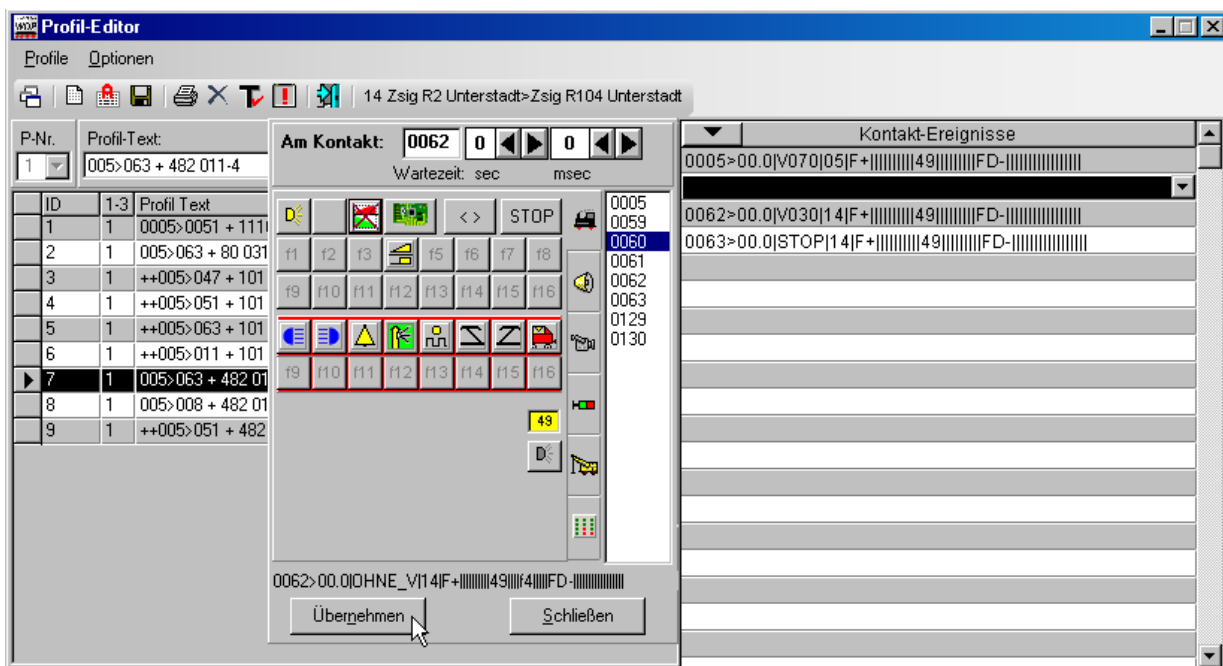 WDP Profil-Editor
Profile Optionen
14 Zsig R2 Unterstadt>Zsig R104 Unterstadt
P-Nr. Profil-Text:
1 005>063 + 482 011-4
ID 1-3 Profil Text
1 1 0005>0051 + 111
2 1 005>063 + 80 031
3 1 ++005>047 + 101
4 1 ++005>051 + 101
5 1 ++005>063 + 101
6 1 ++005>011 + 101
7 1 005>063 + 482 01
8 1 005>008 + 482 01
9 1 ++005>051 + 482
Am Kontakt: 0062 0 0
Wartezeit: sec msec
D < > STOP
f1 f2 f3 f5 f6 f7 f8
f9 f10 f11 f12 f13 f14 f15 f16
f9 f10 f11 f12 f13 f14 f15 f16
49
D
0005
0059
0060
0061
0062
0063
0129
0130
0062>00.0|OHNE_V|14|F+|||||||||49|||||f4|||||FD-||||||||||||||||
Übernehmen Schließen
Kontakt-Ereignisse
0005>00.0|V070|05|F+|||||||||49|||||||||FD-||||||||||||||||
0062>00.0|V030|14|F+|||||||||49|||||||||FD-||||||||||||||||
0063>00.0|STOP|14|F+|||||||||49|||||||||FD-||||||||||||||||